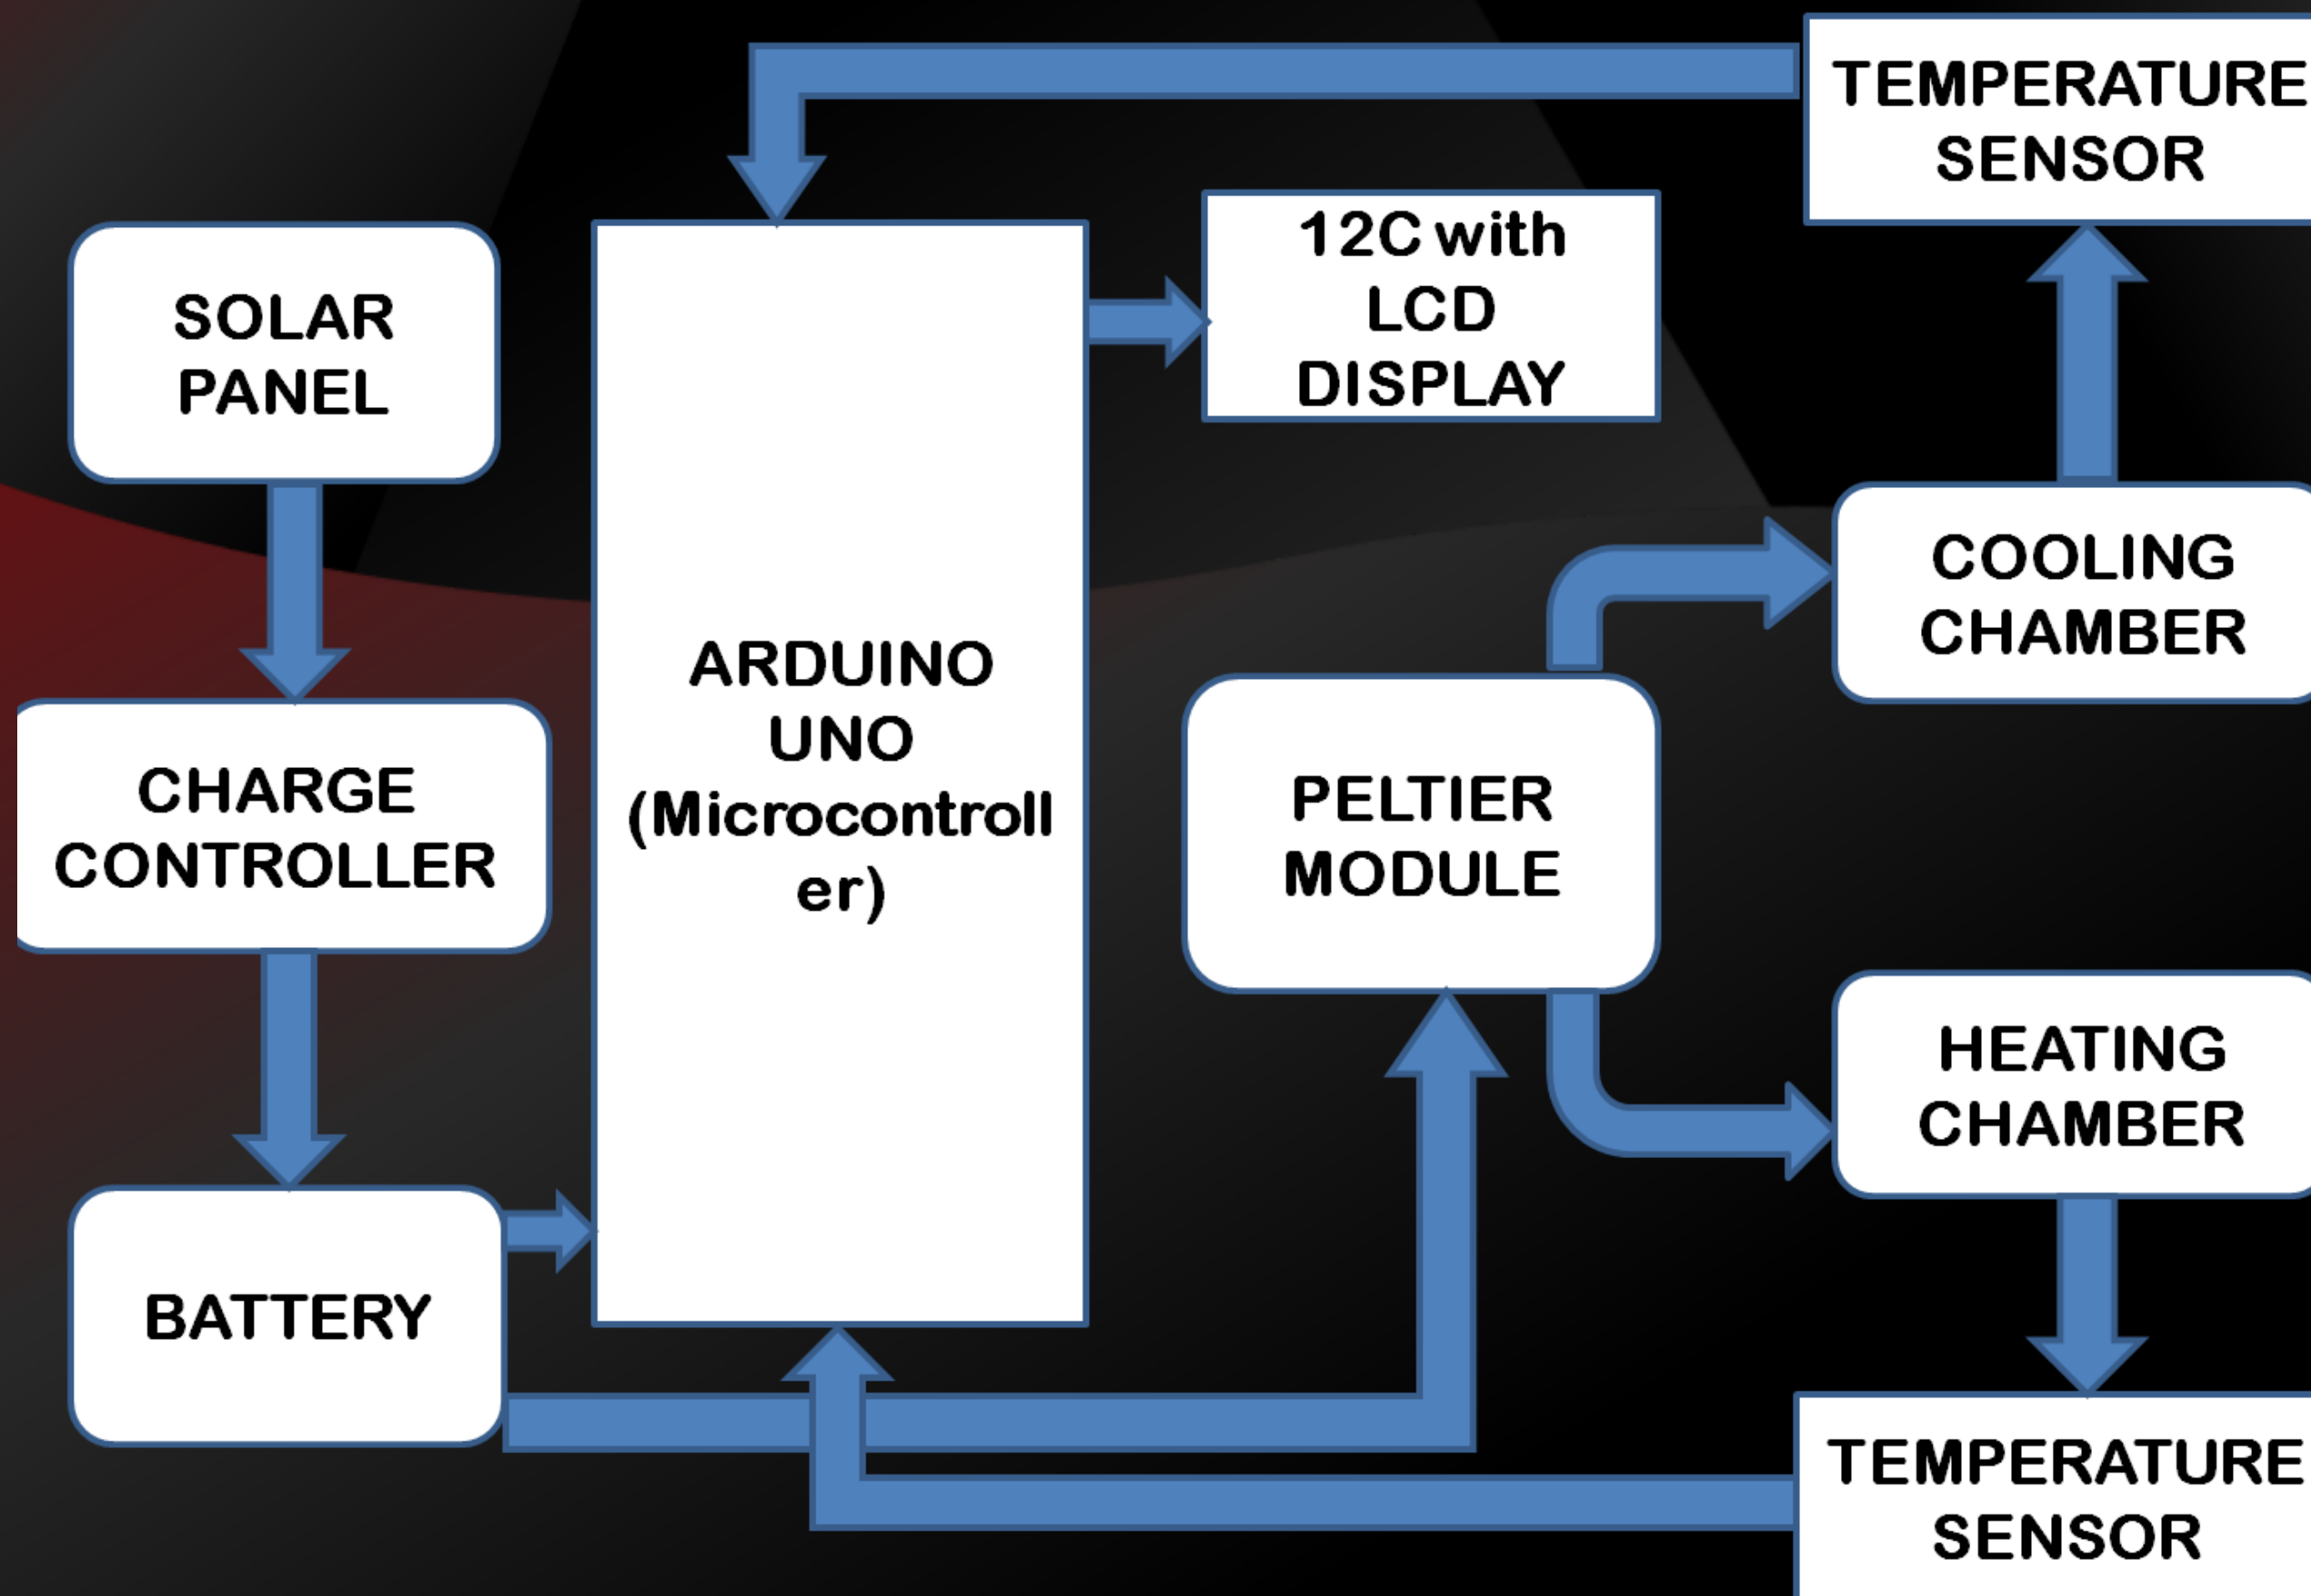 TEMPERATURE
SENSOR
12C with
LCD
DISPLAY
SOLAR
PANEL
COOLING
CHAMBER
ARDUINO
UNO
(Microcontroll
er)
CHARGE
CONTROLLER
PELTIER
MODULE
HEATING
CHAMBER
BATTERY
TEMPERATURE
SENSOR